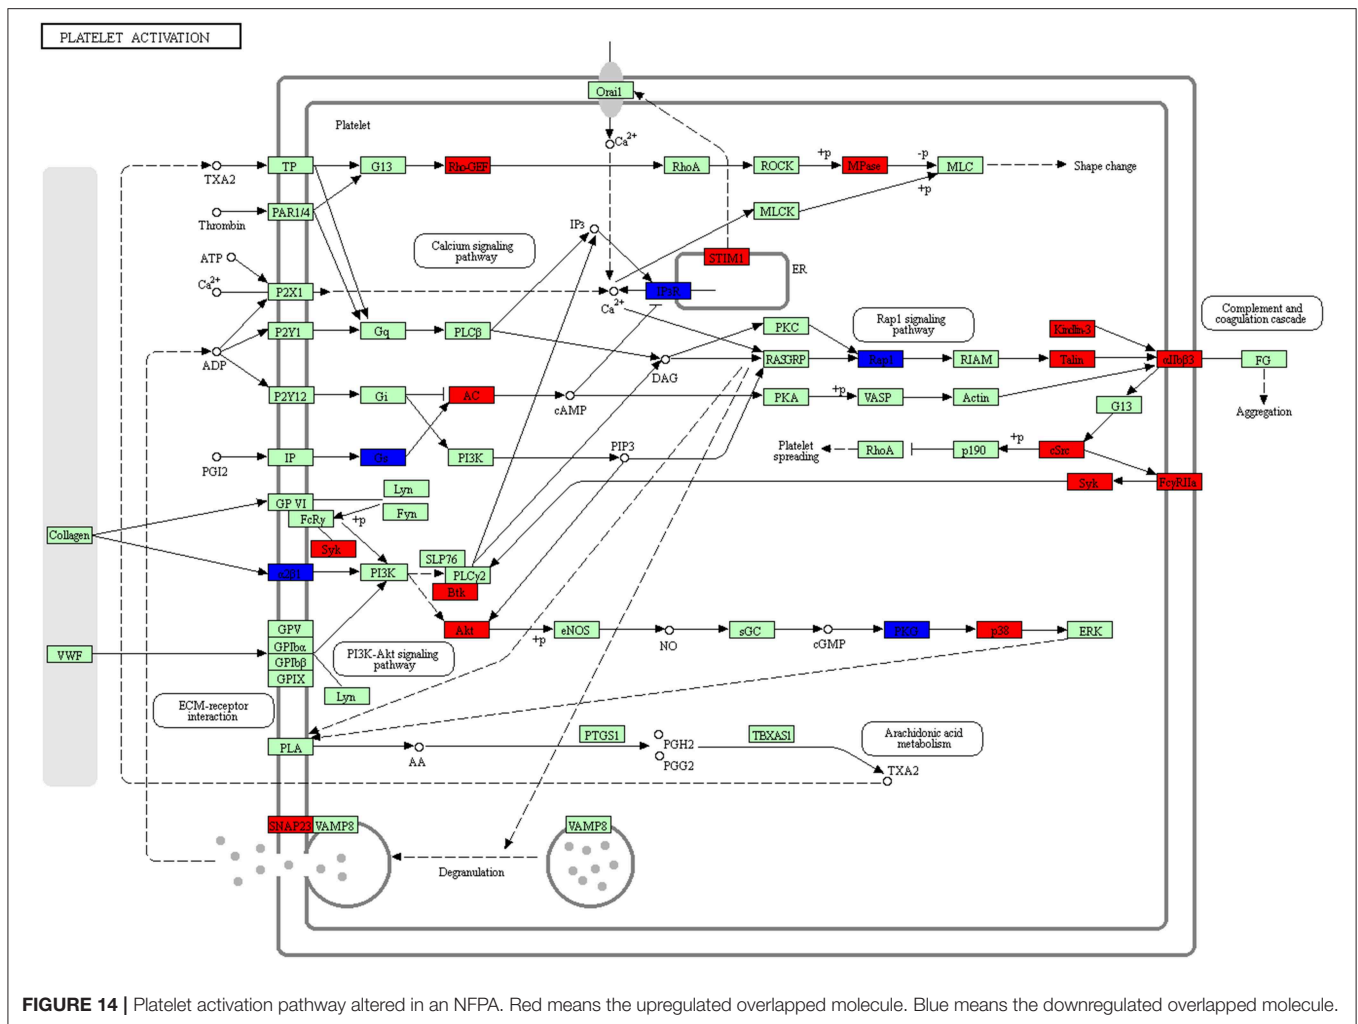 PLATELET ACTIVATION
Orai1
Platelet
Ca2+
TXA2
TP
G13
Rho-GEF
RhoA
ROCK
+p
MPase
-p
MLC
Shape change
+p
Thrombin
PAR1/4
MLCK
IP3
Calcium signaling
pathway
STIM1
ER
ATP
Ca2+
P2X1
Ca2+
IP3R
Complement and
coagulation cascade
ADP
P2Y1
Gq
PLCβ
PKC
Rap1 signaling
pathway
Kindlin-3
DAG
RASGRP
Rap1
RIAM
Talin
αIIbβ3
FG
P2Y12
Gi
AC
cAMP
PKA
+p
VASP
Actin
G13
Aggregation
PGI2
IP
Gs
PI3K
PIP3
Platelet
spreading
RhoA
p190
+p
cSrc
Syk
FcγRIIa
Collagen
GP VI
Lyn
FcRγ
+p
Fyn
Syk
α2β1
PI3K
SLP76
PLCγ2
Btk
Akt
+p
eNOS
NO
sGC
cGMP
PKG
p38
ERK
VWF
GPV
GPIbα
GPIbβ
GPIX
Lyn
PI3K-Akt signaling
pathway
ECM-receptor
interaction
PLA
AA
PTGS1
PGH2
PGG2
TBXAS1
Arachidonic acid
metabolism
TXA2
SNAP23
VAMP8
VAMP8
Degranulation
FIGURE 14 | Platelet activation pathway altered in an NFPA. Red means the upregulated overlapped molecule. Blue means the downregulated overlapped molecule.